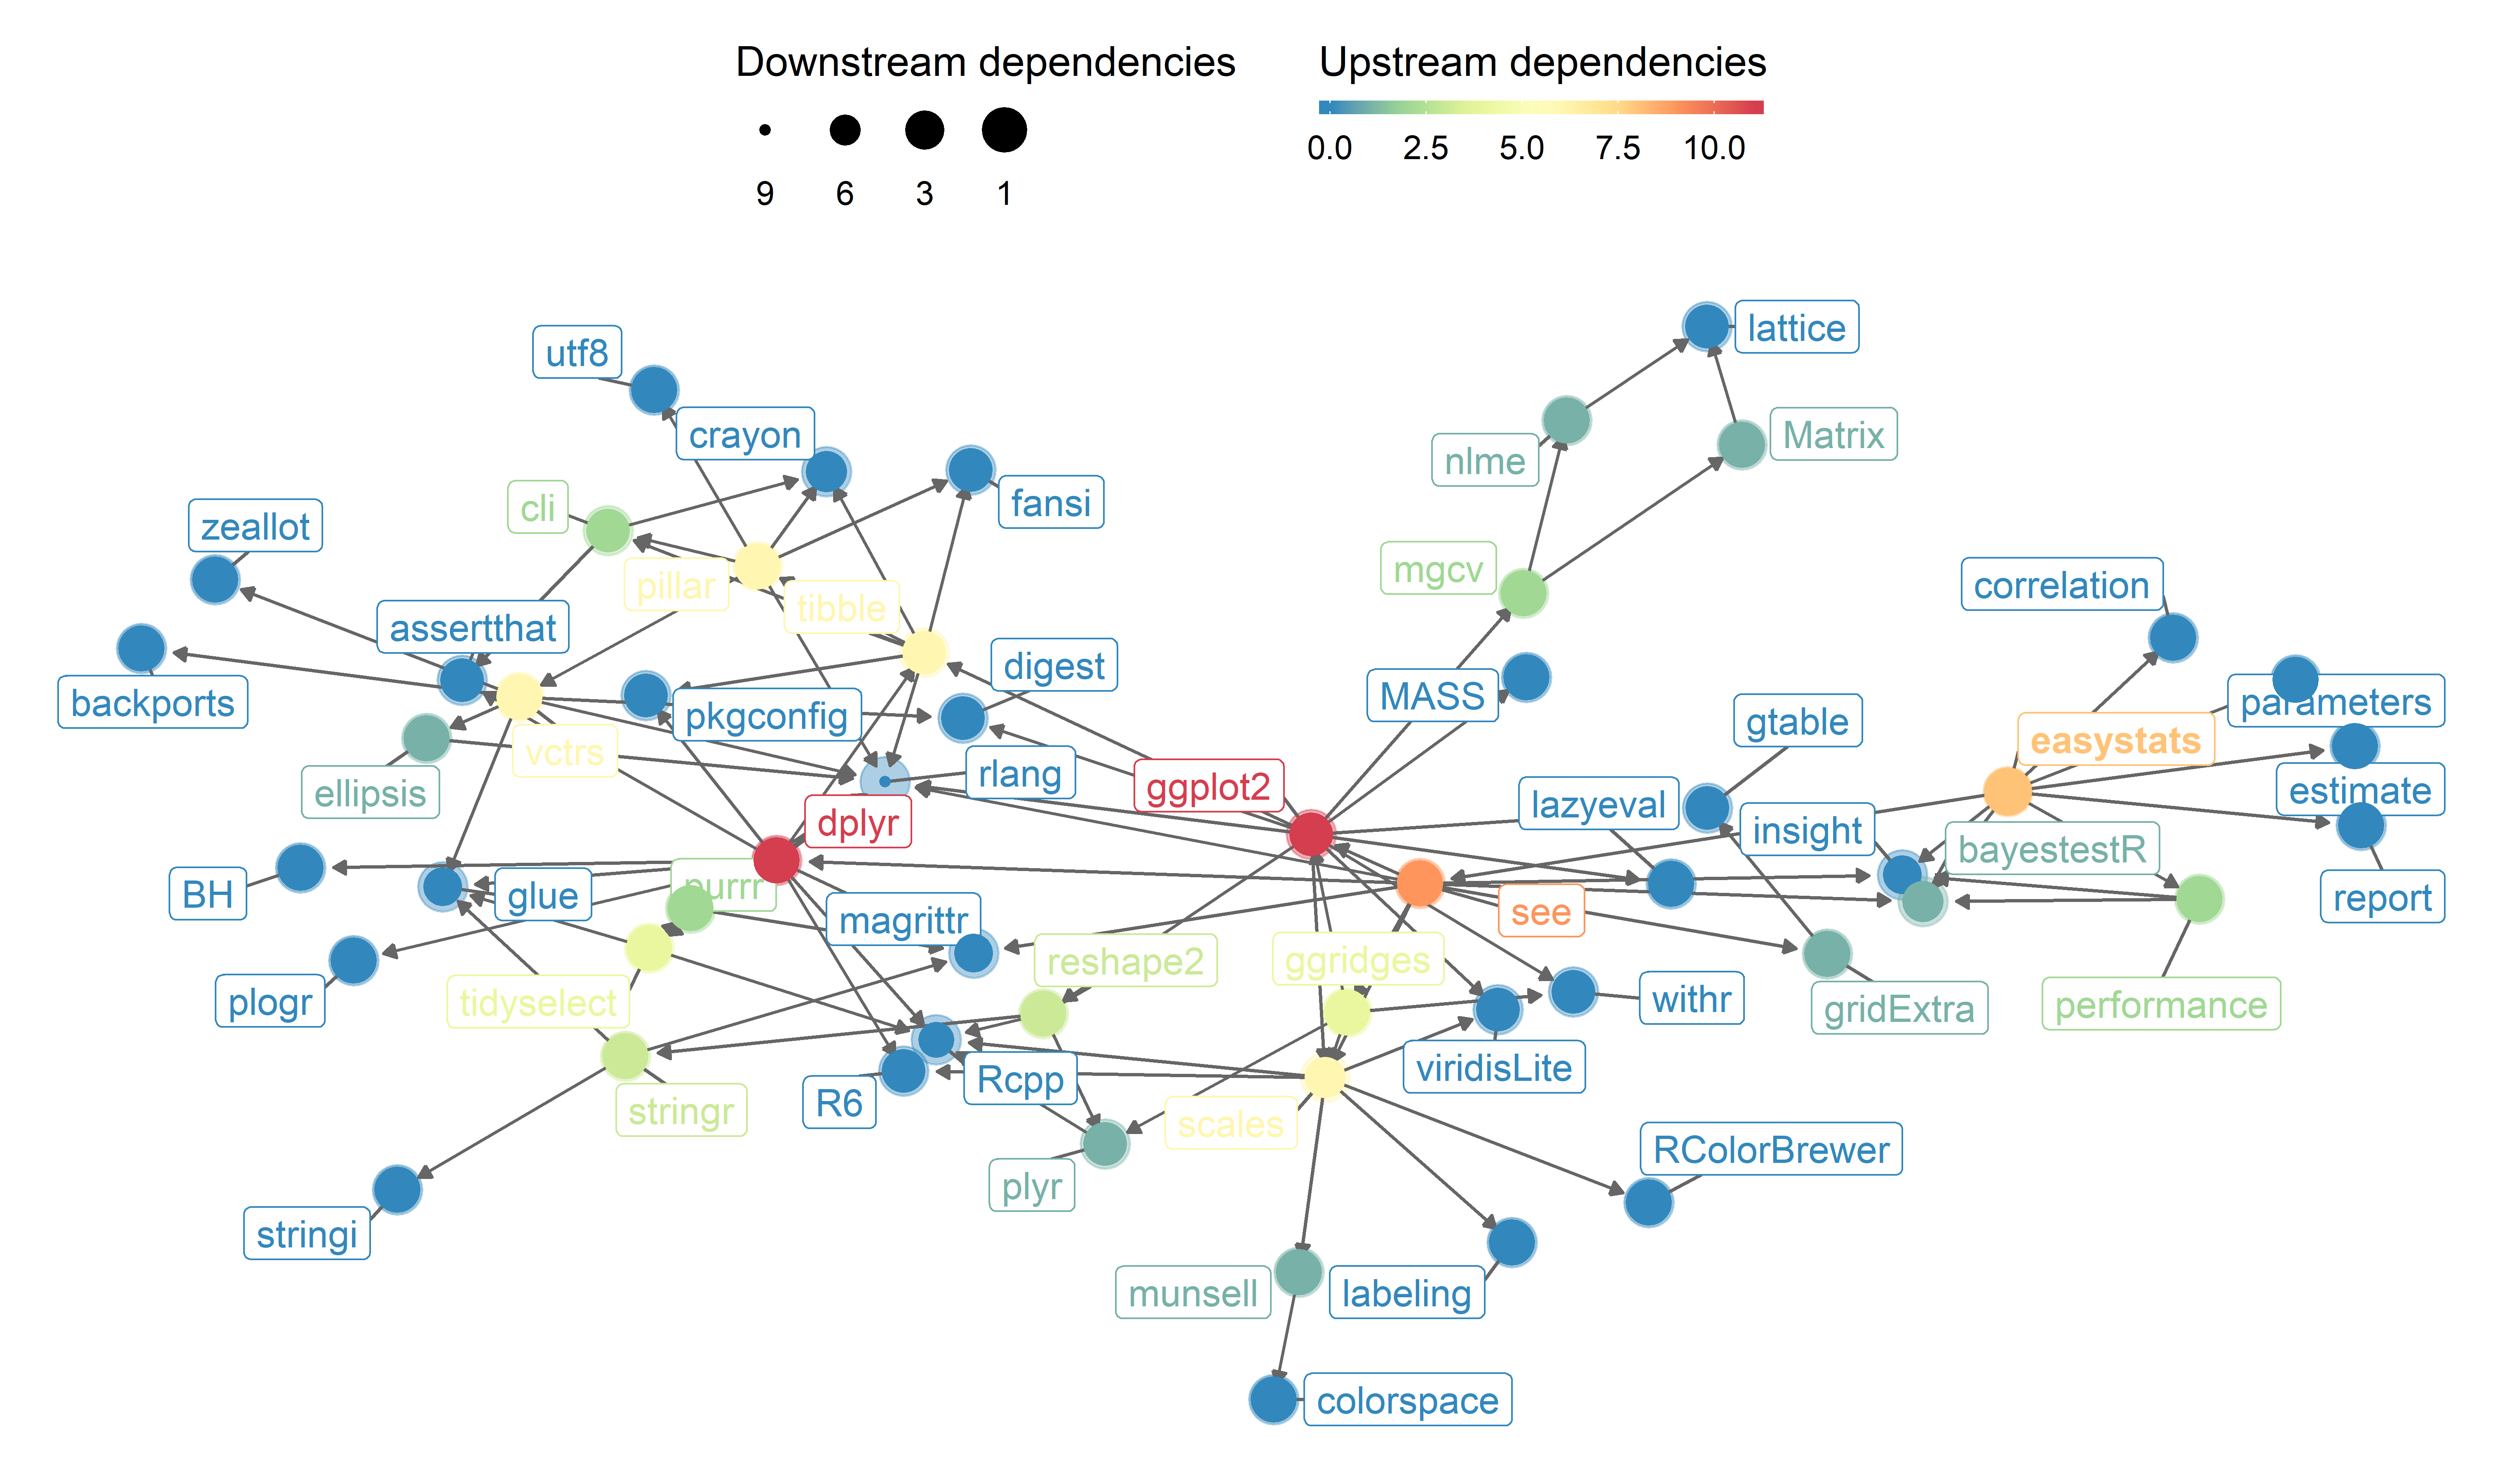 Downstream dependencies
9 6 3 1
Upstream dependencies
0.0 2.5 5.0 7.5 10.0
lattice
utf8
crayon
Matrix
nlme
fansi
cli
zeallot
mgcv
correlation
pillar
tibble
assertthat
digest
MASS
parameters
backports
pkgconfig
gtable
easystats
vctrs
rlang
ggplot2
ellipsis
estimate
lazyeval
dplyr
insight
bayestestR
purrr
BH
glue
magrittr
see
report
reshape2
ggridges
plogr
tidyselect
withr
gridExtra
performance
viridisLite
Rcpp
R6
stringr
scales
RColorBrewer
plyr
stringi
munsell
labeling
colorspace